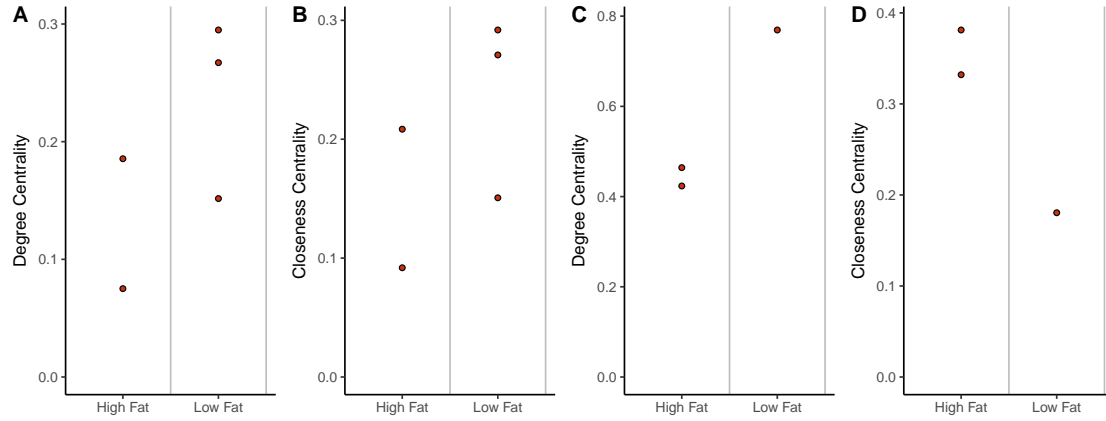 A
Degree Centrality
0.3
0.2
0.1
0.0
High Fat
Low Fat
B
Closeness Centrality
0.3
0.2
0.1
0.0
High Fat
Low Fat
C
Degree Centrality
0.8
0.6
0.4
0.2
0.0
High Fat
Low Fat
D
Closeness Centrality
0.4
0.3
0.2
0.1
0.0
High Fat
Low Fat